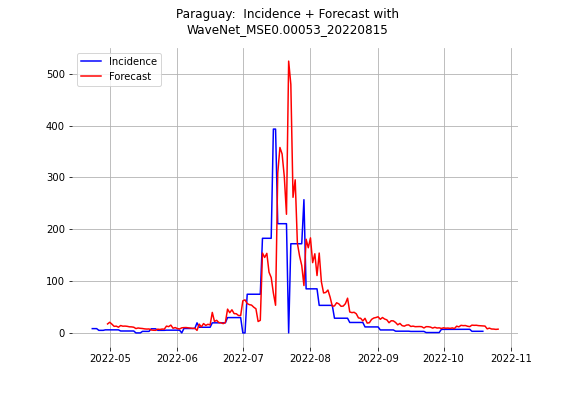 Paraguay:  Incidence + Forecast with
WaveNet_MSE0.00053_20220815
Incidence
Forecast
500
400
300
200
100
0
2022-05 2022-06 2022-07 2022-08 2022-09 2022-10 2022-11